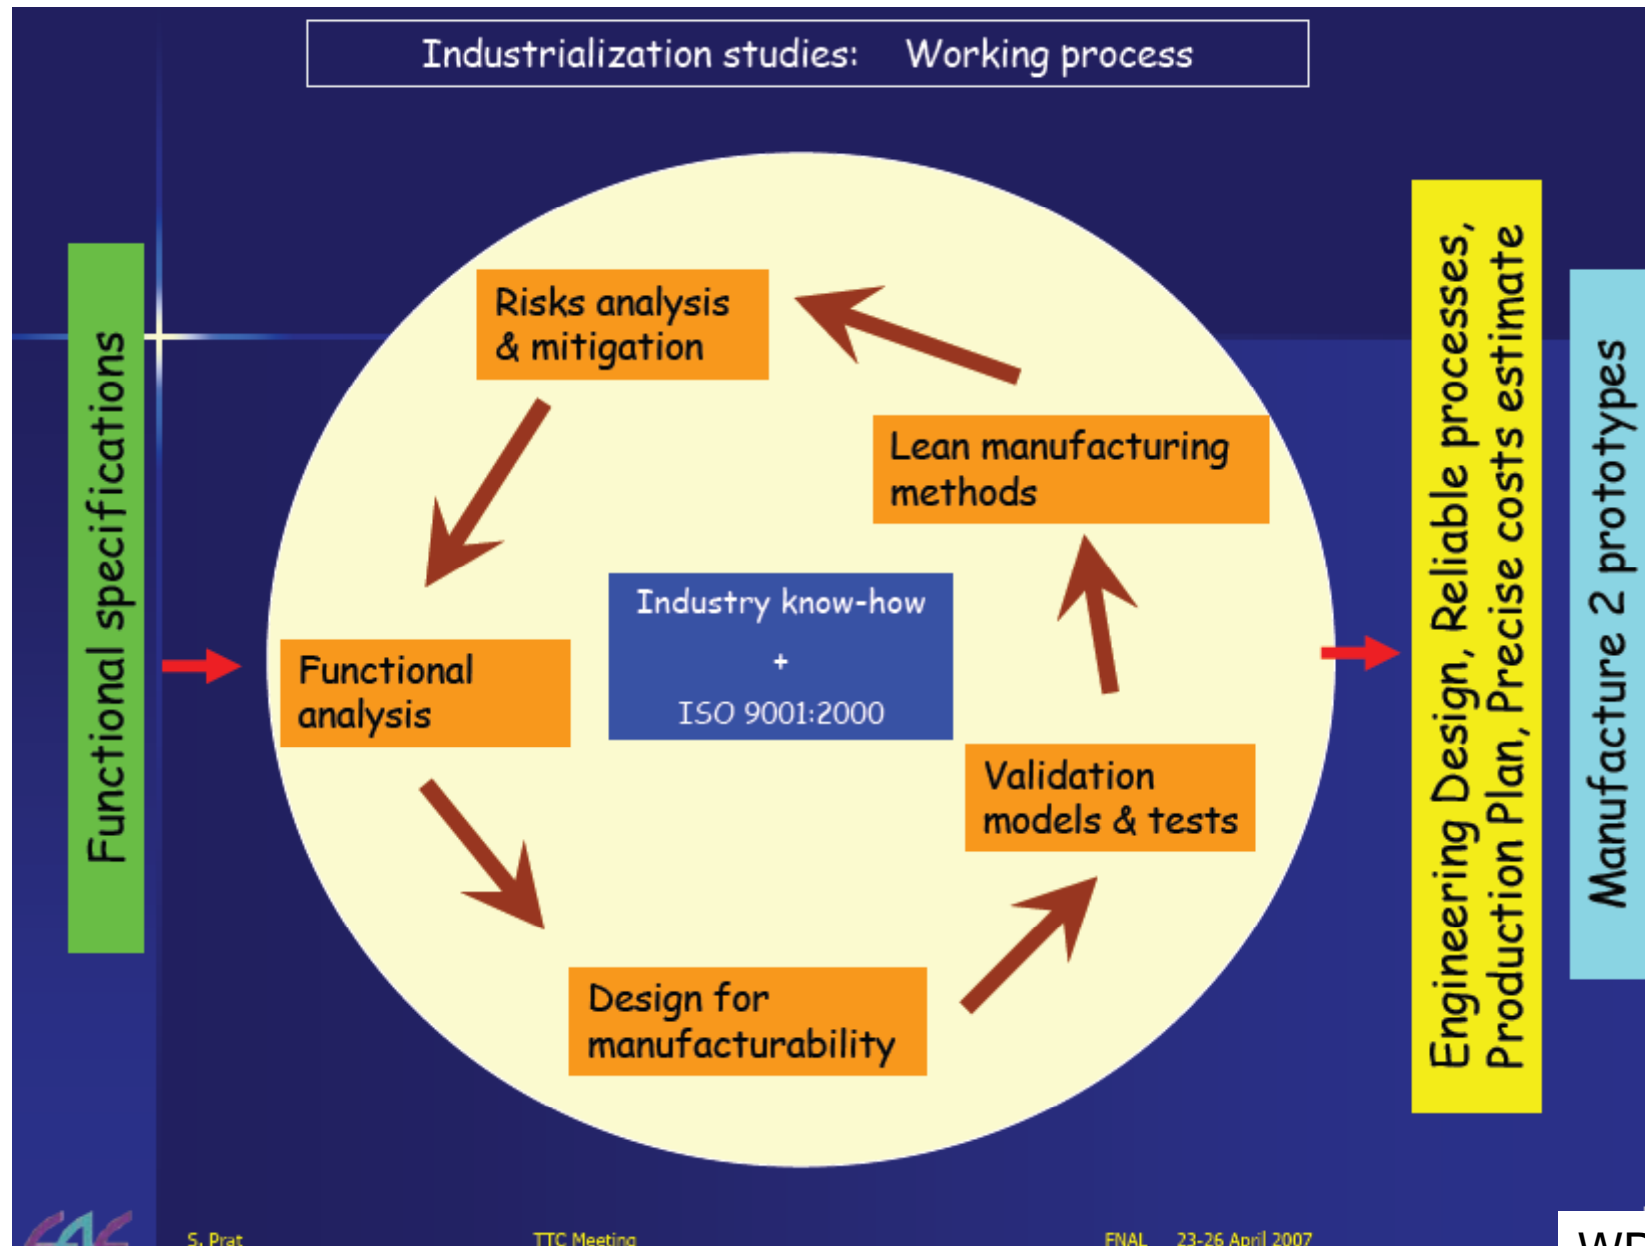 Industrialization studies: Working process
Functional specifications
Risks analysis
& mitigation
Lean manufacturing
methods
Industry know-how
+
ISO 9001:2000
Functional
analysis
Validation
models & tests
Design for
manufacturability
Engineering Design, Reliable processes,
Production Plan, Precise costs estimate
Manufacture 2 prototypes
S. Prat TTC Meeting FNAL 23-26 April 2007